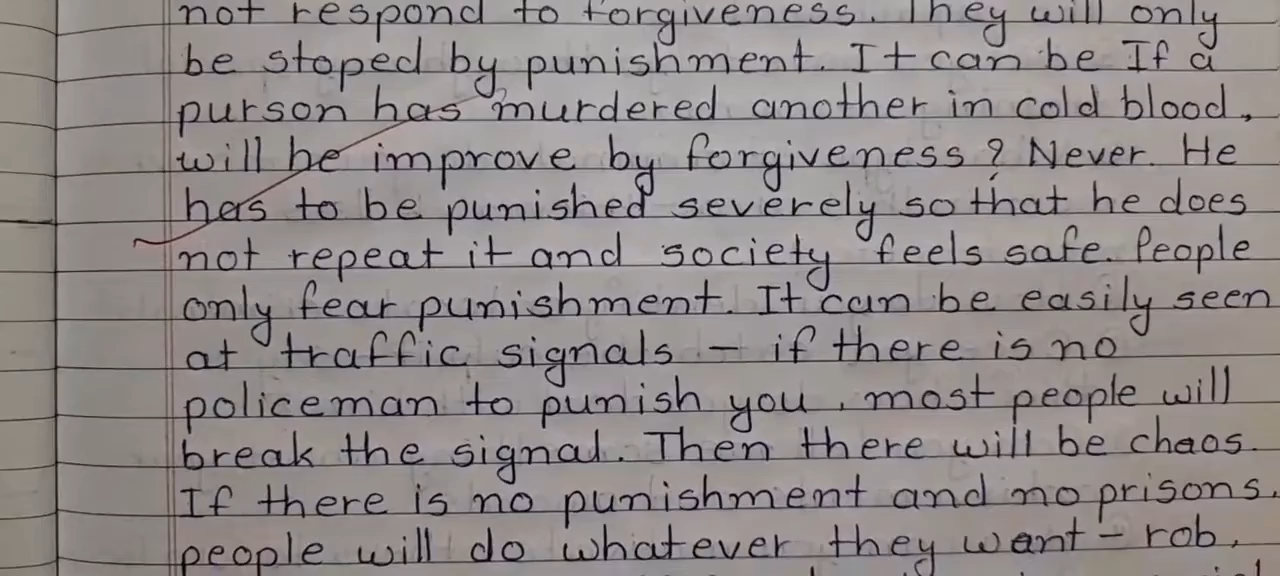 not respond to forgiveness. They will only
be stoped by punishment. It can be If a
purson has murdered another in cold blood,
will he improve by forgiveness? Never. He
has to be punished severely so that he does
not repeat it and society feels safe. People
only fear punishment. It can be easily seen
at traffic signals – if there is no
policeman to punish you, most people will
break the signal. Then there will be chaos.
If there is no punishment and no prisons,
people will do whatever they want – rob,